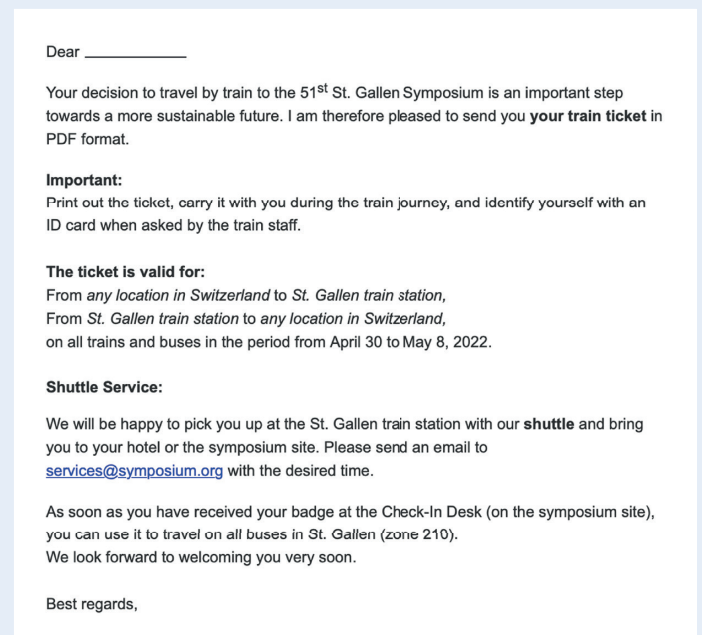 Dear ____________
Your decision to travel by train to the 51st St. Gallen Symposium is an important step
towards a more sustainable future. I am therefore pleased to send you your train ticket in
PDF format.
Important:
Print out the ticket, carry it with you during the train journey, and identify yourself with an
ID card when asked by the train staff.
The ticket is valid for:
From any location in Switzerland to St. Gallen train station,
From St. Gallen train station to any location in Switzerland,
on all trains and buses in the period from April 30 to May 8, 2022.
Shuttle Service:
We will be happy to pick you up at the St. Gallen train station with our shuttle and bring
you to your hotel or the symposium site. Please send an email to
services@symposium.org with the desired time.
As soon as you have received your badge at the Check-In Desk (on the symposium site),
you can use it to travel on all buses in St. Gallen (zone 210).
We look forward to welcoming you very soon.
Best regards,